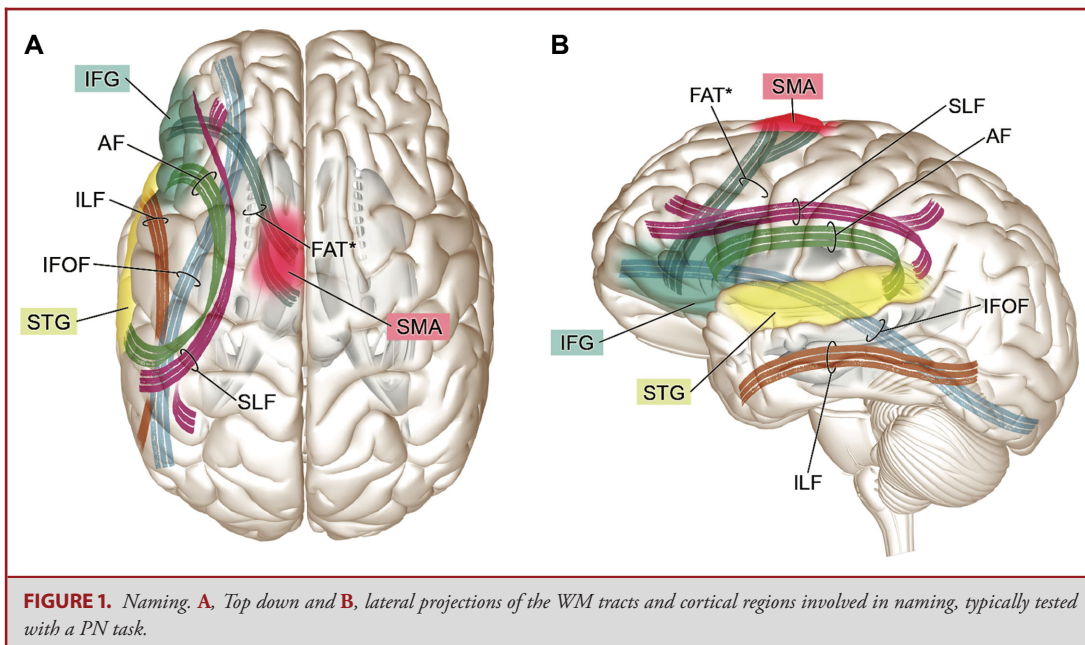 A
IFG
AF
ILF
IFOF
STG
FAT*
SMA
SLF
B
FAT*
SMA
SLF
AF
IFOF
IFG
STG
ILF
FIGURE 1. Naming. A, Top down and B, lateral projections of the WM tracts and cortical regions involved in naming, typically tested
with a PN task.